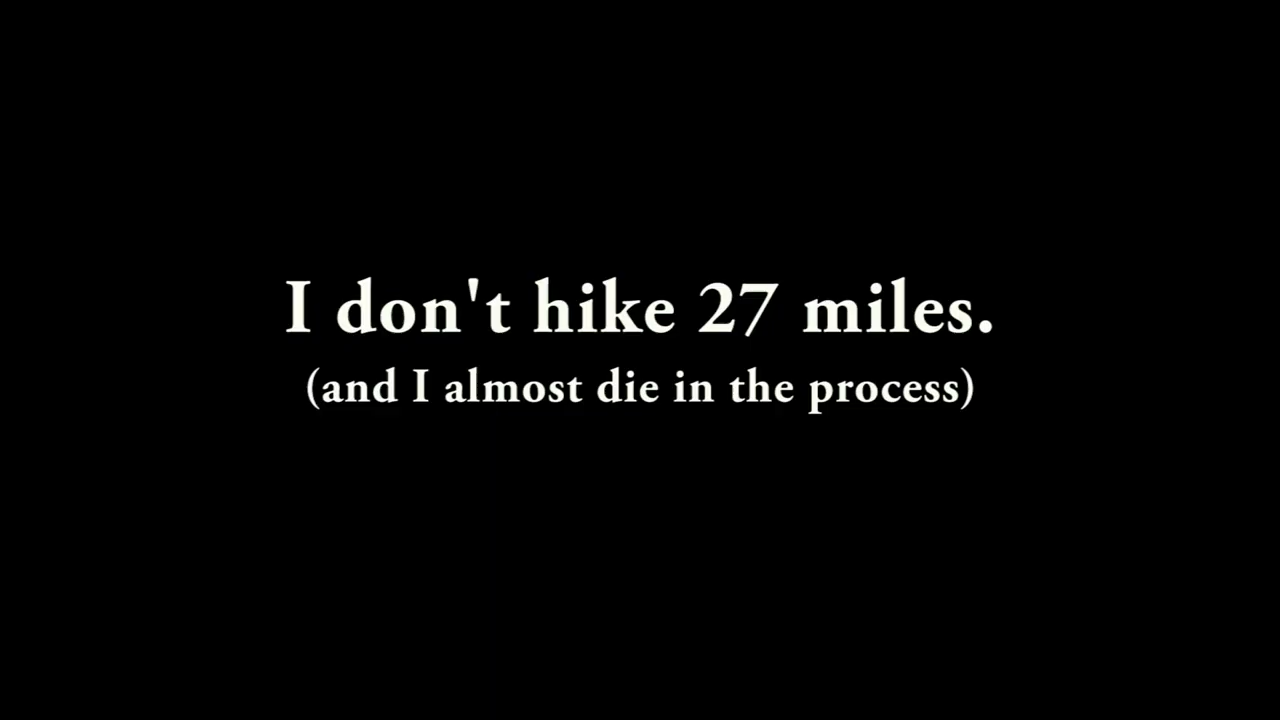 I don't hike 27 miles.
(and I almost die in the process)